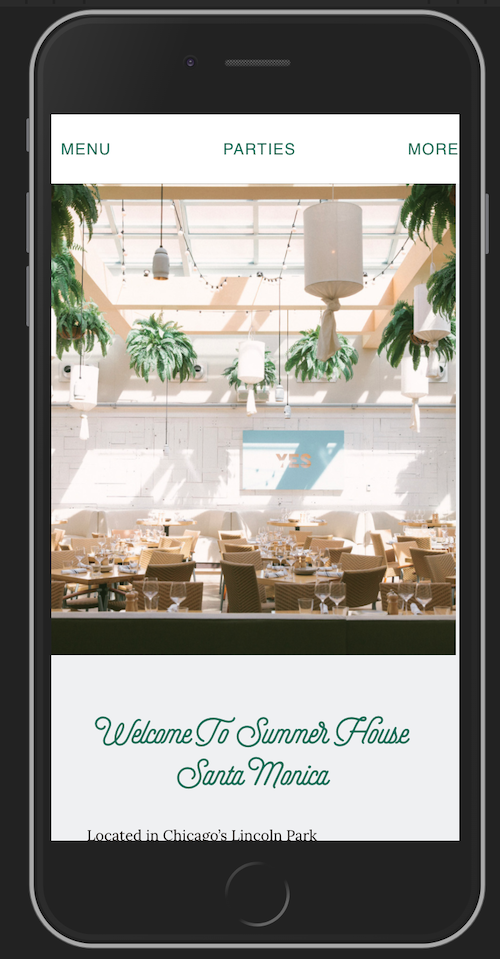 MENU PARTIES MORE
YES
Welcome To Summer House
Santa Monica
Located in Chicago's Lincoln Park